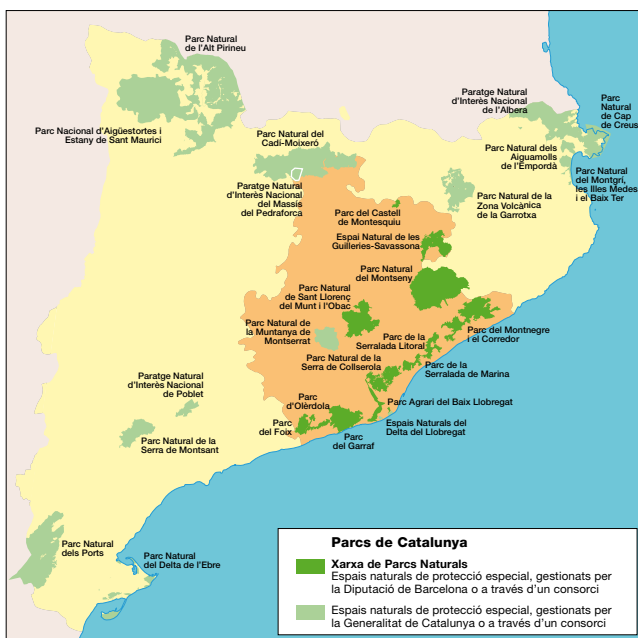 Parc Natural
de l'Alt Pirineu
Parc Nacional d'Aigüestortes i
Estany de Sant Maurici
Parc Natural del
Cadí-Moixeró
Paratge Natural
d'Interès Nacional
del Massís
del Pedraforca
Paratge Natural
d'Interès Nacional
de l'Albera
Parc
Natural
de Cap
de Creus
Parc Natural dels
Aiguamolls
de l'Empordà
Parc Natural
del Montgrí,
les Illes Medes
i el Baix Ter
Parc Natural de la
Zona Volcànica
de la Garrotxa
Parc del Castell
de Montesquiu
Espai Natural de les
Guilleries-Savassona
Parc Natural
del Montseny
Parc Natural
de Sant Llorenç
del Munt i l'Obac
Parc Natural de
la Muntanya de
Montserrat
Parc de la
Serralada Litoral
Parc del Montnegre
i el Corredor
Parc Natural de la
Serra de Collserola
Parc de la
Serralada de Marina
Paratge Natural
d'Interès Nacional
de Poblet
Parc
d'Olèrdola
Parc Agrari del Baix Llobregat
Parc
del Foix
Espais Naturals del
Delta del Llobregat
Parc
del Garraf
Parc Natural de la
Serra de Montsant
Parc Natural
dels Ports
Parc Natural
del Delta de l'Ebre
Parcs de Catalunya
Xarxa de Parcs Naturals
Espais naturals de protecció especial, gestionats per
la Diputació de Barcelona o a través d'un consorci
Espais naturals de protecció especial, gestionats per
la Generalitat de Catalunya o a través d'un consorci